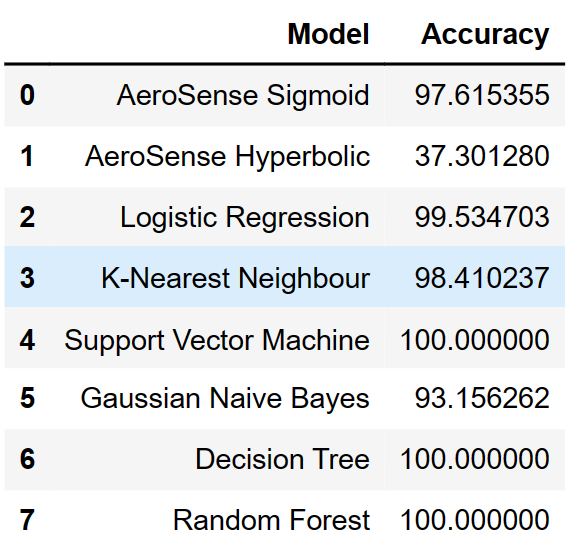 Model Accuracy
0 AeroSense Sigmoid 97.615355
1 AeroSense Hyperbolic 37.301280
2 Logistic Regression 99.534703
3 K-Nearest Neighbour 98.410237
4 Support Vector Machine 100.000000
5 Gaussian Naive Bayes 93.156262
6 Decision Tree 100.000000
7 Random Forest 100.000000